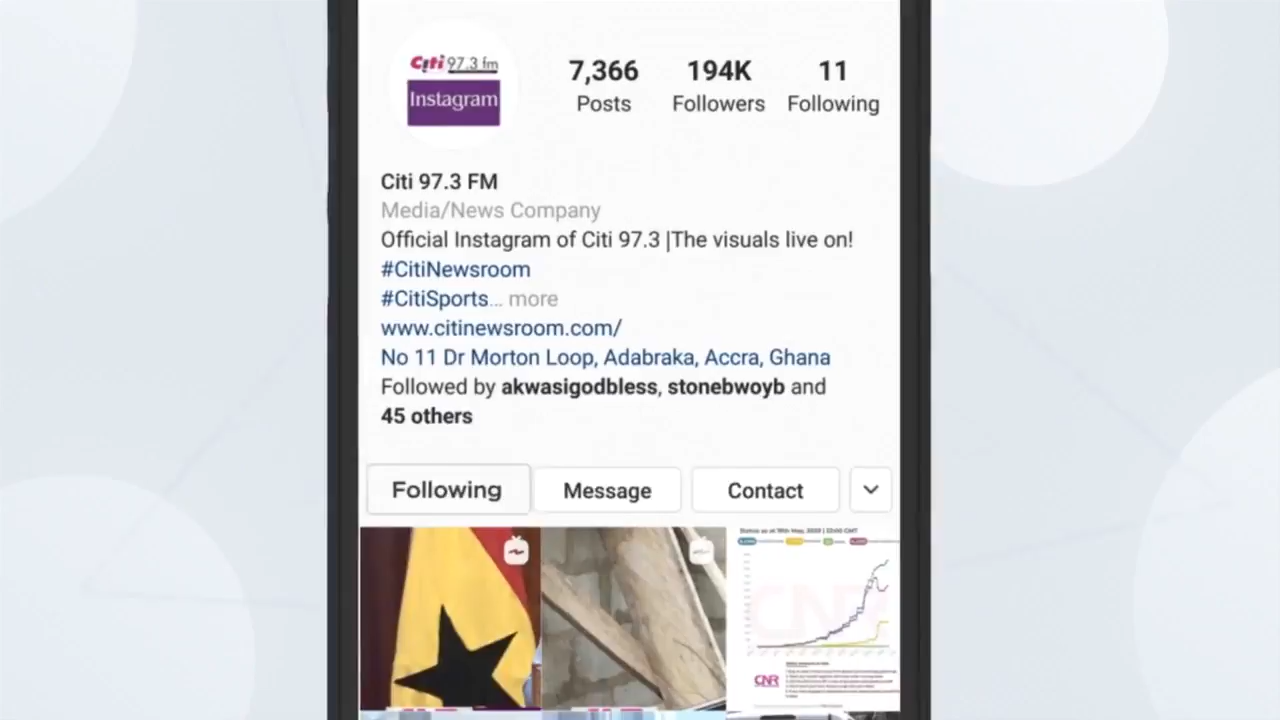 Citi 97.3 fm
Instagram
7,366 194K 11
Posts Followers Following
Citi 97.3 FM
Media/News Company
Official Instagram of Citi 97.3 |The visuals live on!
#CitiNewsroom
#CitiSports... more
www.citinewsroom.com/
No 11 Dr Morton Loop, Adabraka, Accra, Ghana
Followed by akwasigodbless, stonebwoyb and
45 others
Following Message Contact
CNR
CNR